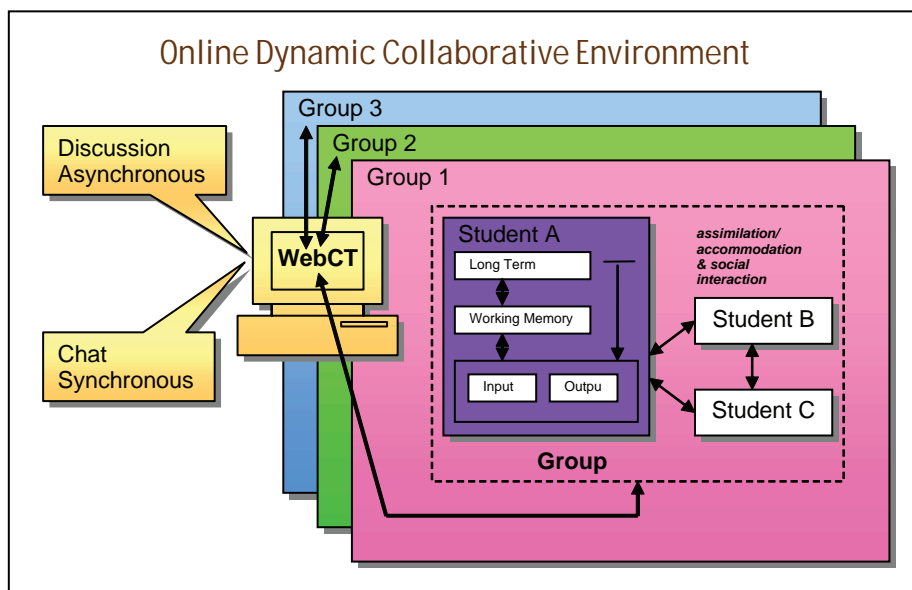 Online Dynamic Collaborative Environment
Group 3
Group 2
Group 1
Discussion
Asynchronous
WebCT
Chat
Synchronous
Student A
Long Term
Working Memory
Input
Outpu
assimilation/
accommodation
& social
interaction
Student B
Student C
Group